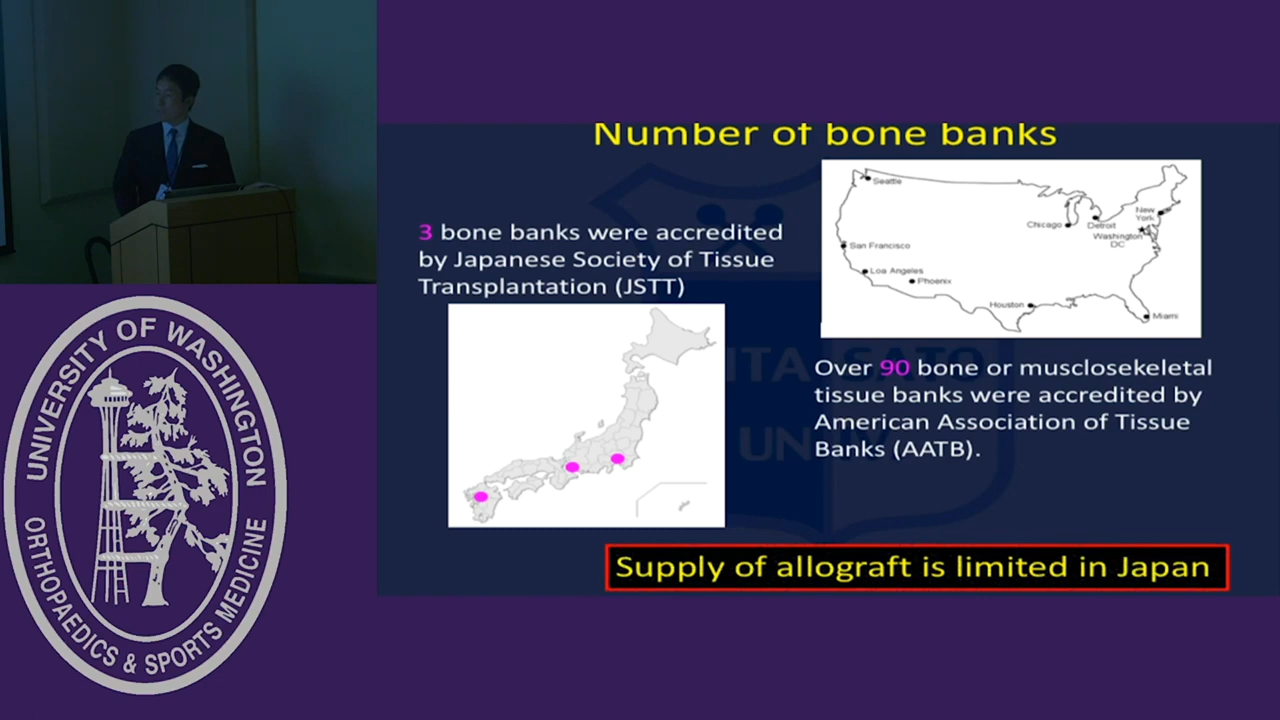 Number of bone banks
3 bone banks were accredited
by Japanese Society of Tissue
Transplantation (JSTT)
Seattle
New
York
Chicago
Detroit
Washington
DC
San Francisco
Loa Angeles
Phoenix
Houston
Miami
Over 90 bone or musclosekeletal
tissue banks were accredited by
American Association of Tissue
Banks (AATB).
Supply of allograft is limited in Japan
UNIVERSITY OF WASHINGTON
ORTHOPAEDICS & SPORTS MEDICINE